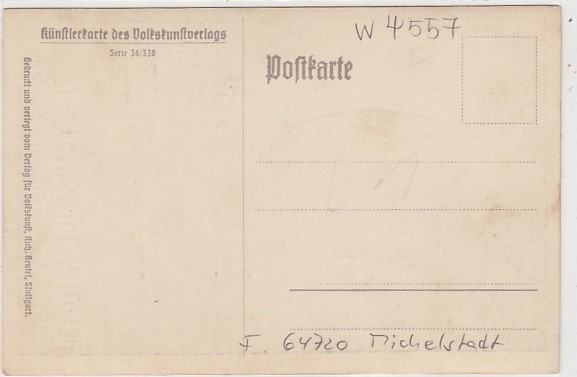 Künstlerkarte des Volkskunstverlags
Serie 36/330
W 4557
Postkarte
Gedruckt und verlegt vom Verlag für Volkskunst, Rich. Keutel, Stuttgart.
F. 64720 Michelstadt